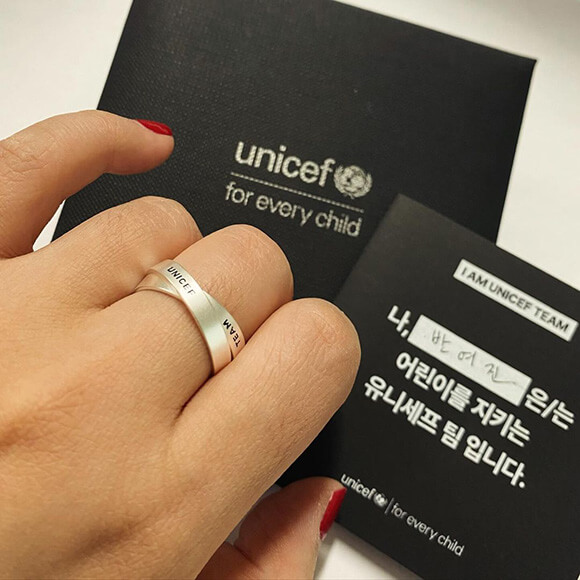 unicef
for every child
UNICEF
TEAM
I AM UNICEF TEAM
나, 반여진 은/는
어린이를 지키는
유니세프 팀 입니다.
unicef | for every child